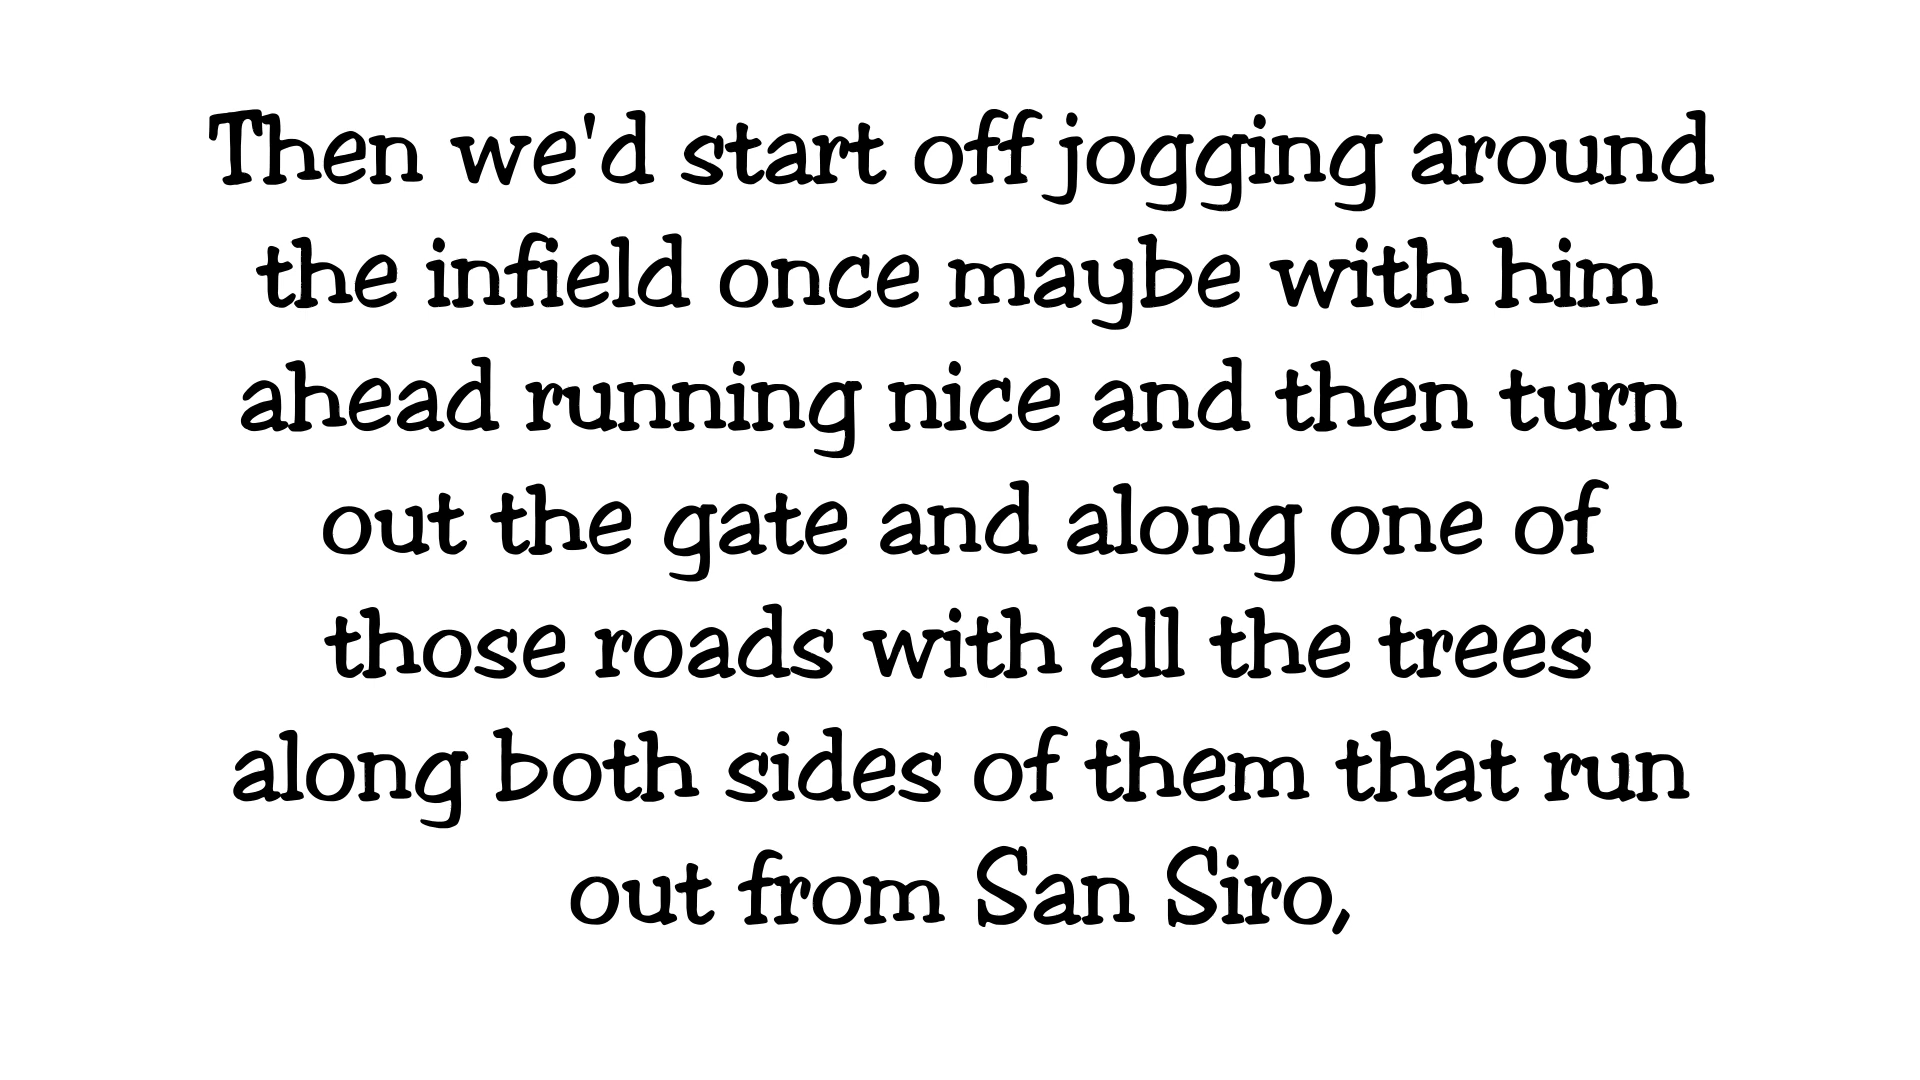 Then we'd start off jogging around
the infield once maybe with him
ahead running nice and then turn
out the gate and along one of
those roads with all the trees
along both sides of them that run
out from San Siro,